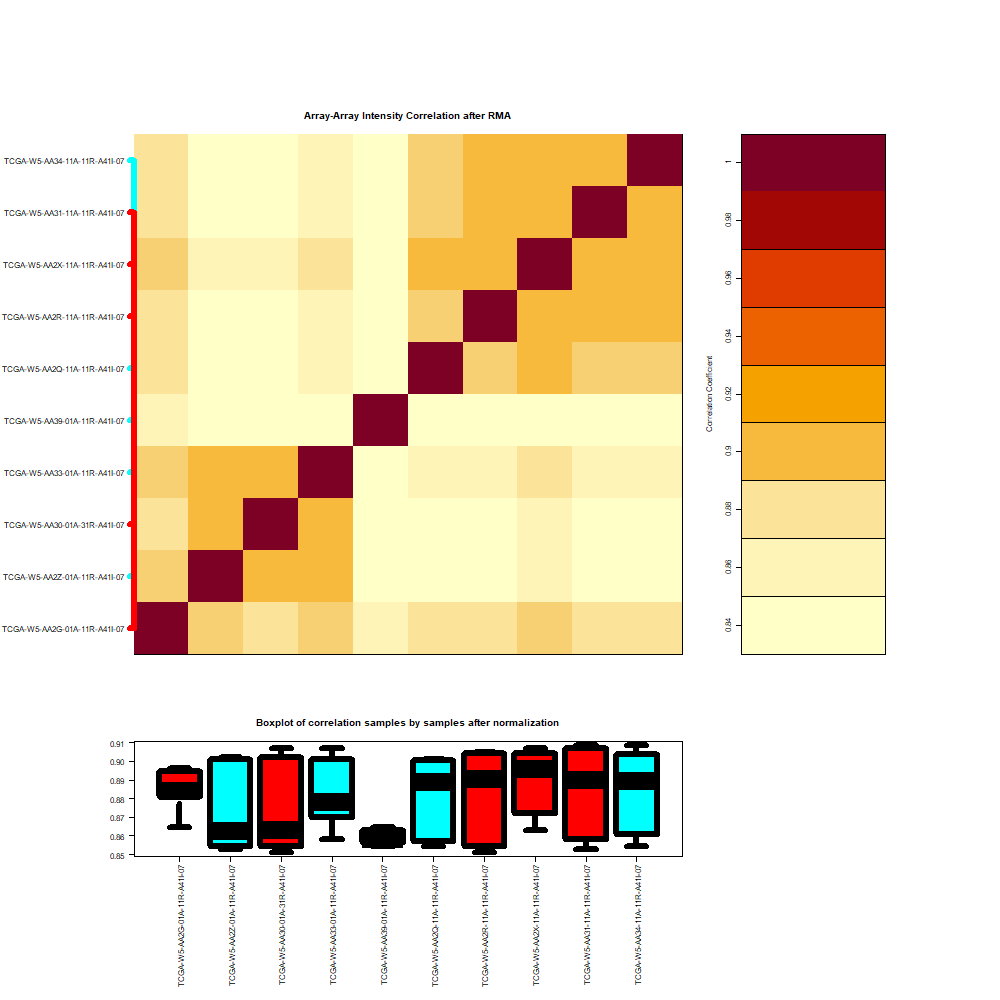 Array-Array Intensity Correlation after RMA
TCGA-W5-AA34-11A-11R-A41I-07
TCGA-W5-AA31-11A-11R-A41I-07
TCGA-W5-AA2X-11A-11R-A41I-07
TCGA-W5-AA2R-11A-11R-A41I-07
TCGA-W5-AA2Q-11A-11R-A41I-07
TCGA-W5-AA39-01A-11R-A41I-07
TCGA-W5-AA33-01A-11R-A41I-07
TCGA-W5-AA30-01A-31R-A41I-07
TCGA-W5-AA2Z-01A-11R-A41I-07
TCGA-W5-AA2G-01A-11R-A41I-07
Correlation Coefficient
1
0.98
0.96
0.94
0.92
0.9
0.88
0.86
0.84
Boxplot of correlation samples by samples after normalization
0.91
0.90
0.89
0.88
0.87
0.86
0.85
TCGA-W5-AA2G-01A-11R-A41I-07
TCGA-W5-AA2Z-01A-11R-A41I-07
TCGA-W5-AA30-01A-31R-A41I-07
TCGA-W5-AA33-01A-11R-A41I-07
TCGA-W5-AA39-01A-11R-A41I-07
TCGA-W5-AA2Q-11A-11R-A41I-07
TCGA-W5-AA2R-11A-11R-A41I-07
TCGA-W5-AA2X-11A-11R-A41I-07
TCGA-W5-AA31-11A-11R-A41I-07
TCGA-W5-AA34-11A-11R-A41I-07